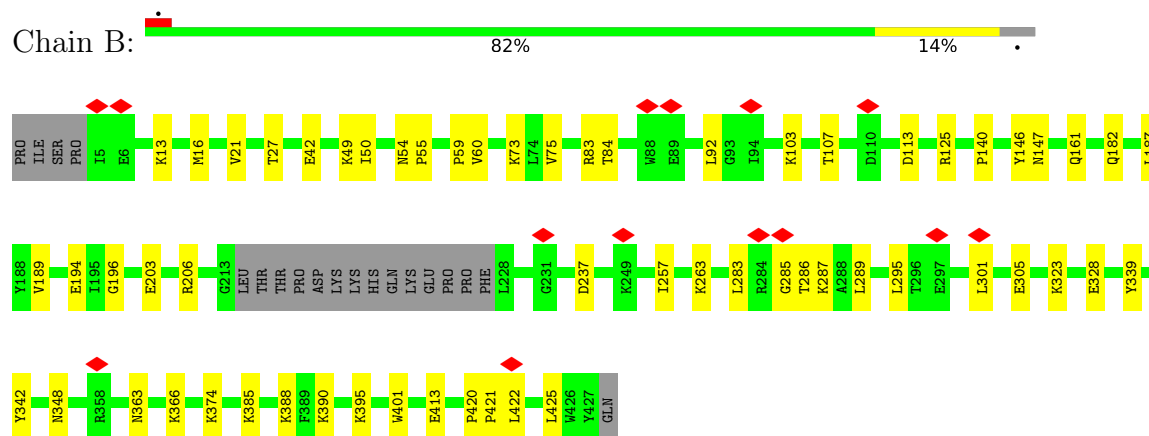 Chain B:
82% 14%
PRO ILE SER PRO I5 E6 K13 M16 V21 T27 E42 K49 I50 N54 P55 P59 V60 K73 L74 V75 R83 T84 W88 E89 L92 G93 I94 K103 T107 D110 D113 R125 P140 Y146 N147 Q161 Q182 L187
Y188 V189 E194 I195 G196 E203 R206 G213 LEU THR THR PRO ASP LYS LYS HIS GLN LYS GLU PRO PRO PHE L228 G231 D237 K249 I257 K263 L283 R284 G285 T286 K287 A288 L289 L295 T296 E297 L301 E305 K323 E328 Y339
Y342 N348 R358 N363 K366 K374 K385 K388 F389 K390 K395 W401 E413 P420 P421 L422 L425 W426 Y427 GLN